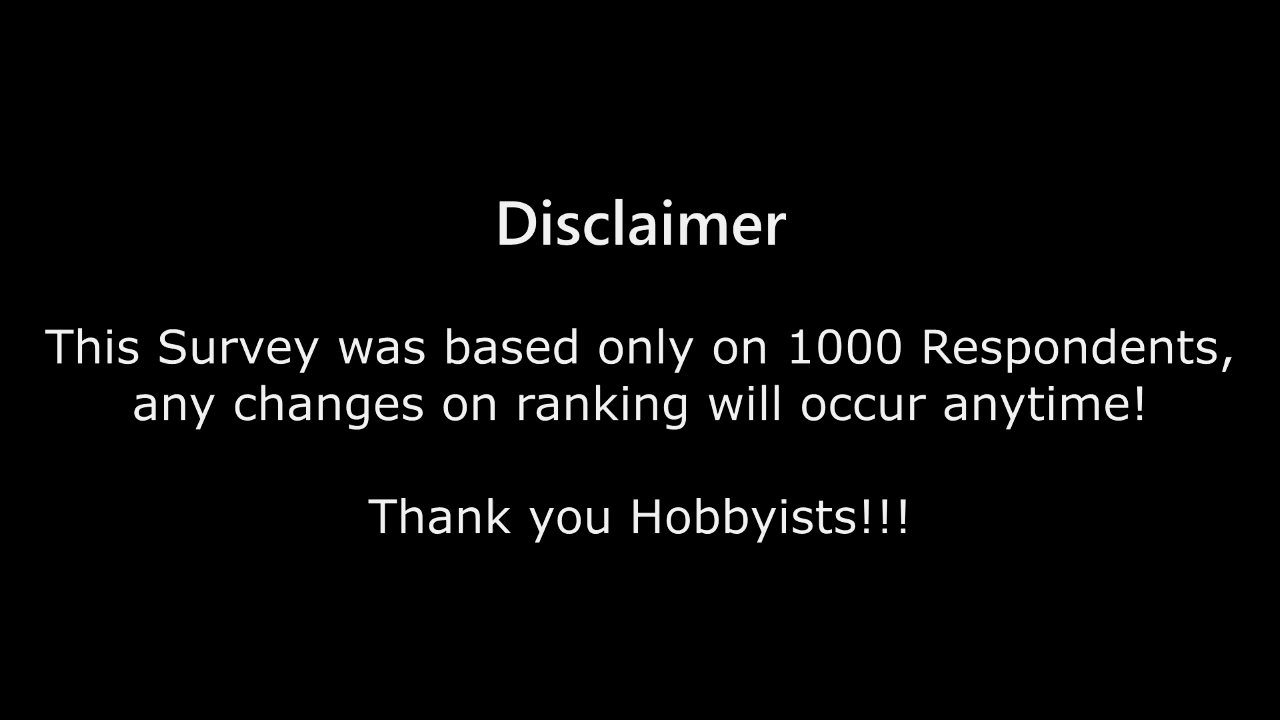 Disclaimer
This Survey was based only on 1000 Respondents,
any changes on ranking will occur anytime!
Thank you Hobbyists!!!